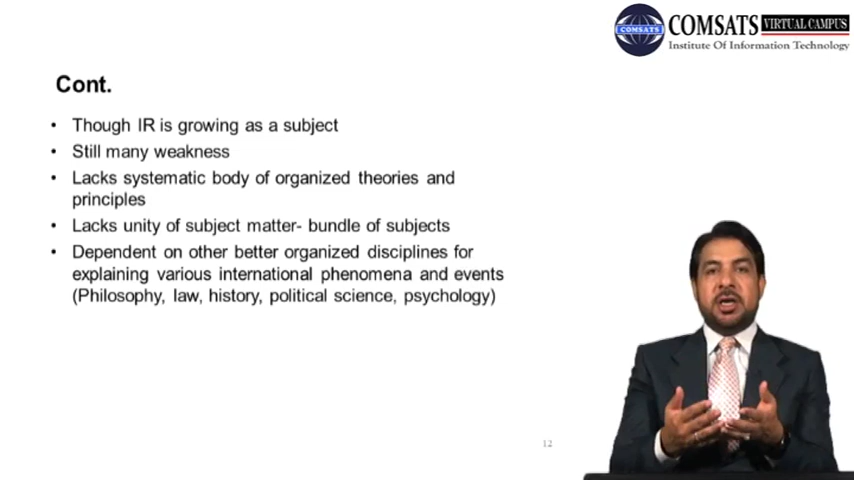 COMSATS VIRTUAL CAMPUS
COMSATS
Institute Of Information Technology
Cont.
• Though IR is growing as a subject
• Still many weakness
• Lacks systematic body of organized theories and
principles
• Lacks unity of subject matter- bundle of subjects
• Dependent on other better organized disciplines for
explaining various international phenomena and events
(Philosophy, law, history, political science, psychology)
12